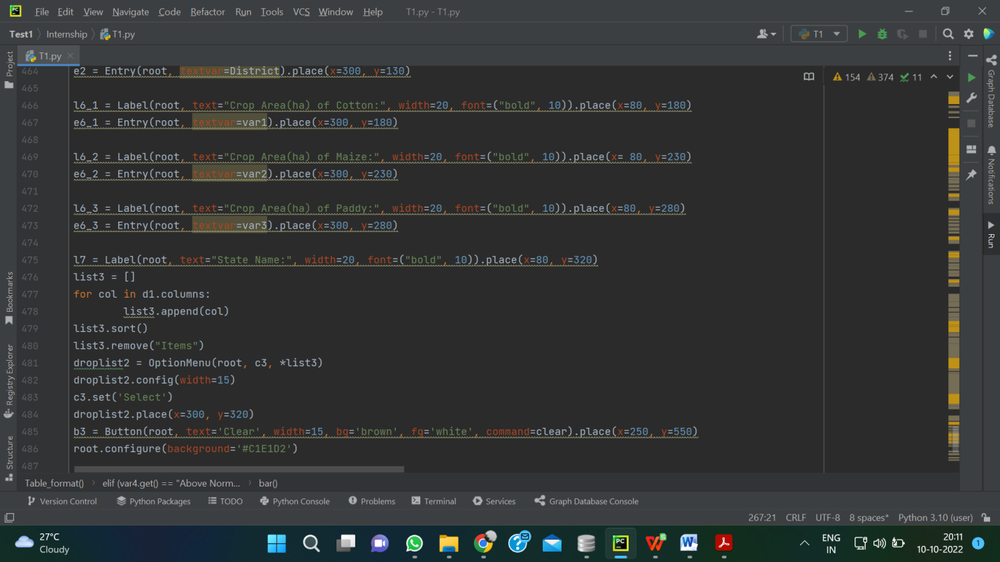 PC File Edit View Navigate Code Refactor Run Tools VCS Window Help T1.py - T1.py
Test1 Internship T1.py T1
T1.py
464 e2 = Entry(root, textvar=District).place(x=300, y=130)
154 374 11
465
466 l6_1 = Label(root, text="Crop Area(ha) of Cotton:", width=20, font=("bold", 10)).place(x=80, y=180)
467 e6_1 = Entry(root, textvar=var1).place(x=300, y=180)
468
469 l6_2 = Label(root, text="Crop Area(ha) of Maize:", width=20, font=("bold", 10)).place(x= 80, y=230)
470 e6_2 = Entry(root, textvar=var2).place(x=300, y=230)
471
472 l6_3 = Label(root, text="Crop Area(ha) of Paddy:", width=20, font=("bold", 10)).place(x=80, y=280)
473 e6_3 = Entry(root, textvar=var3).place(x=300, y=280)
474
475 l7 = Label(root, text="State Name:", width=20, font=("bold", 10)).place(x=80, y=320)
476 list3 = []
477 for col in d1.columns:
478 list3.append(col)
479 list3.sort()
480 list3.remove("Items")
481 droplist2 = OptionMenu(root, c3, *list3)
482 droplist2.config(width=15)
483 c3.set('Select')
484 droplist2.place(x=300, y=320)
485 b3 = Button(root, text='Clear', width=15, bg='brown', fg='white', command=clear).place(x=250, y=550)
486 root.configure(background='#C1E1D2')
487
Project
Bookmarks
Registry Explorer
Structure
Graph Database
Notifications
Run
Table_format() elif (var4.get() == "Above Norm... bar()
Version Control Python Packages TODO Python Console Problems Terminal Services Graph Database Console
267:21 CRLF UTF-8 8 spaces* Python 3.10 (user)
27°C
Cloudy
ENG
IN
20:11
10-10-2022
1